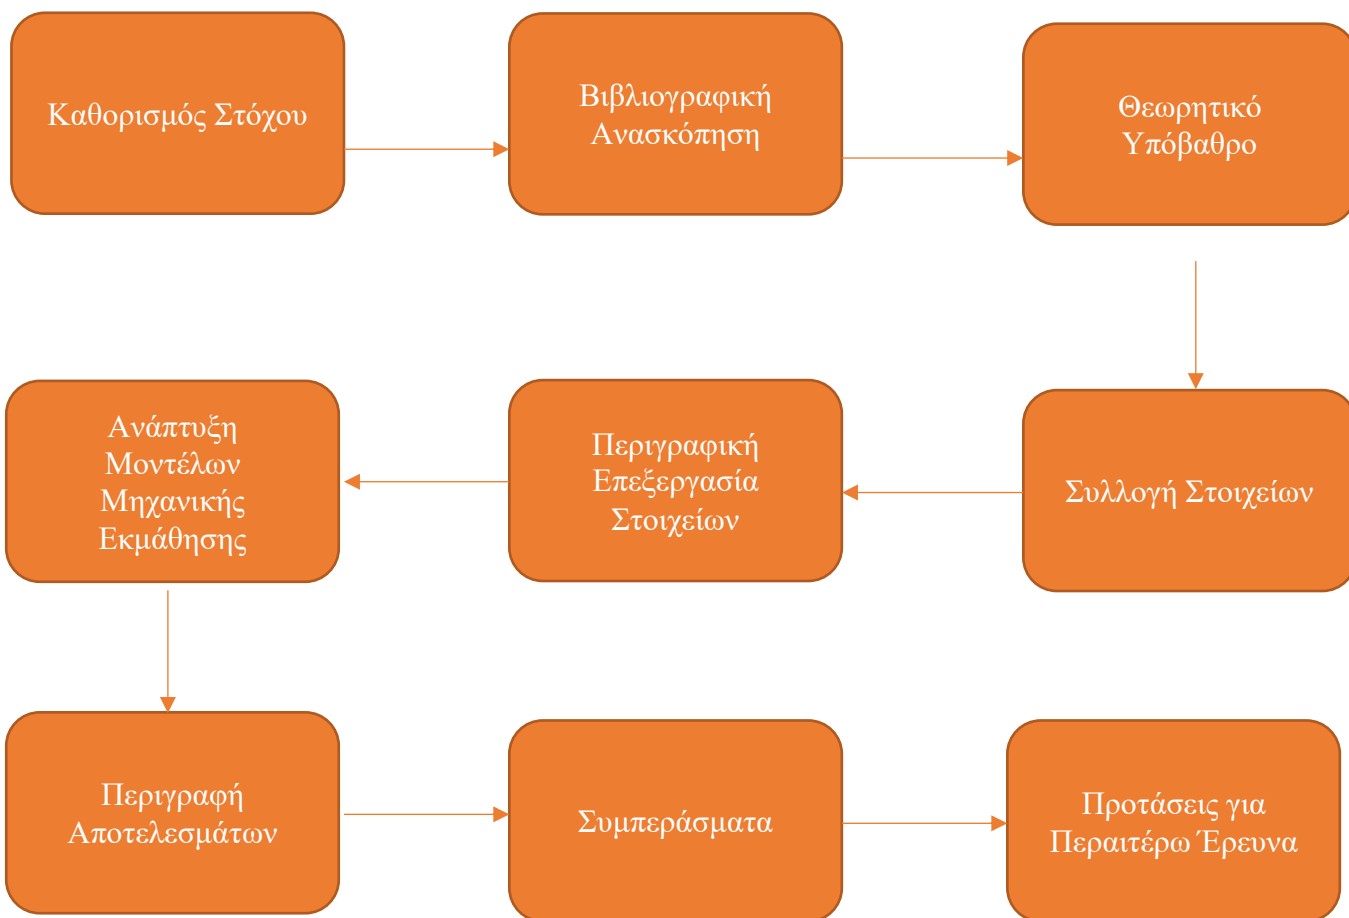 Καθορισμός Στόχου
Βιβλιογραφική
Ανασκόπηση
Θεωρητικό
Υπόβαθρο
Συλλογή Στοιχείων
Περιγραφική
Επεξεργασία
Στοιχείων
Ανάπτυξη
Μοντέλων
Μηχανικής
Εκμάθησης
Περιγραφή
Αποτελεσμάτων
Συμπεράσματα
Προτάσεις για
Περαιτέρω Έρευνα